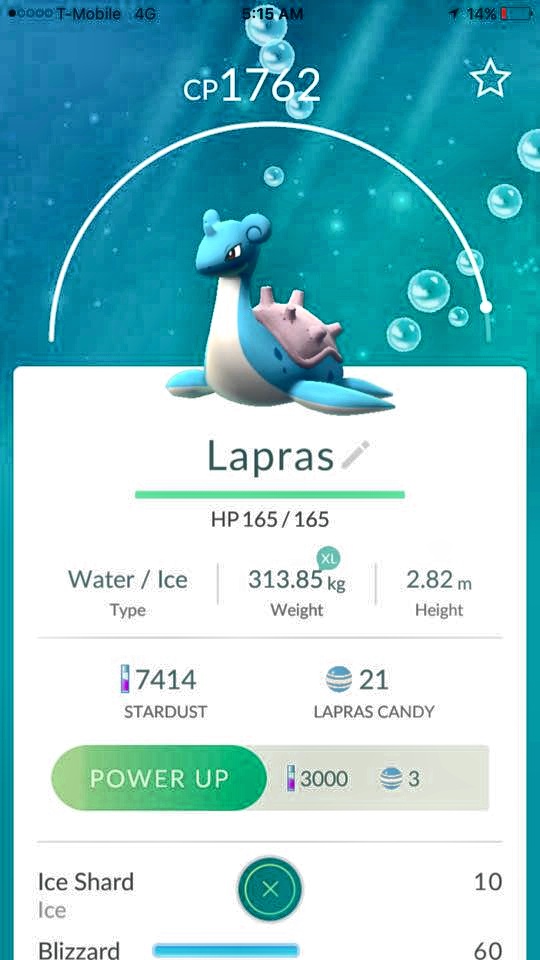 T-Mobile 4G 5:15 AM 14%
CP1762
Lapras
HP 165 / 165
XL
Water / Ice 313.85 kg 2.82 m
Type Weight Height
7414 21
STARDUST LAPRAS CANDY
POWER UP 3000 3
Ice Shard 10
Ice
Blizzard 60